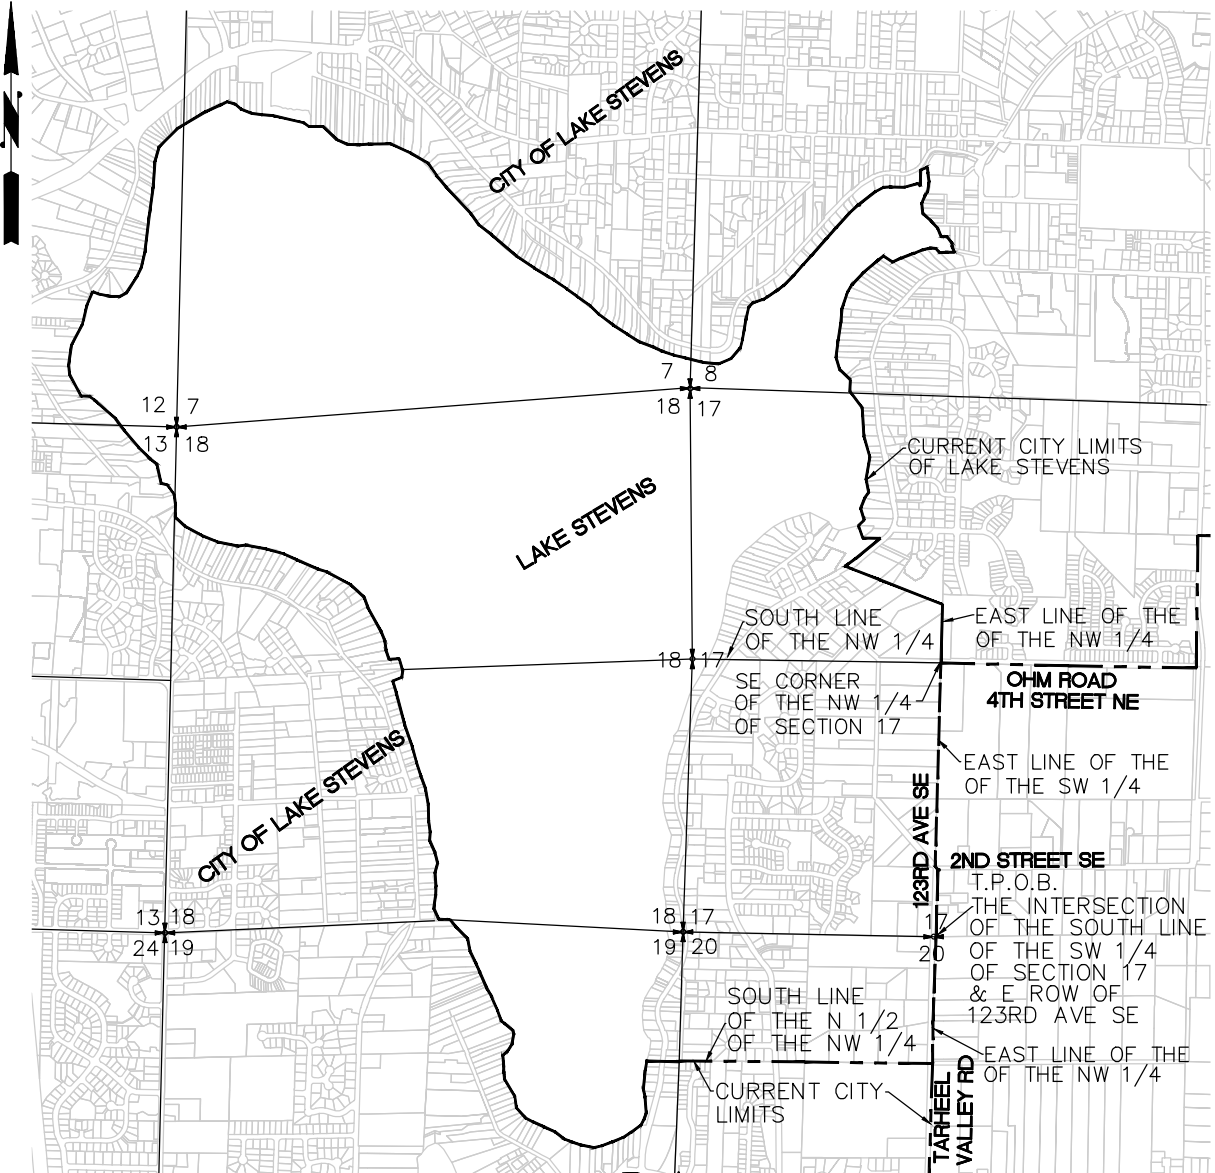 N
CITY OF LAKE STEVENS
7
8
18
17
12
7
13
18
CURRENT CITY LIMITS
OF LAKE STEVENS
LAKE STEVENS
SOUTH LINE
OF THE NW 1/4
EAST LINE OF THE
OF THE NW 1/4
18
17
SE CORNER
OF THE NW 1/4
OF SECTION 17
OHM ROAD
4TH STREET NE
EAST LINE OF THE
OF THE SW 1/4
CITY OF LAKE STEVENS
123RD AVE SE
2ND STREET SE
T.P.O.B.
THE INTERSECTION
OF THE SOUTH LINE
OF THE SW 1/4
OF SECTION 17
& E ROW OF
123RD AVE SE
13
18
24
19
18
17
19
20
17
20
SOUTH LINE
OF THE N 1/2
OF THE NW 1/4
EAST LINE OF THE
OF THE NW 1/4
CURRENT CITY
LIMITS
TARHEEL
VALLEY RD